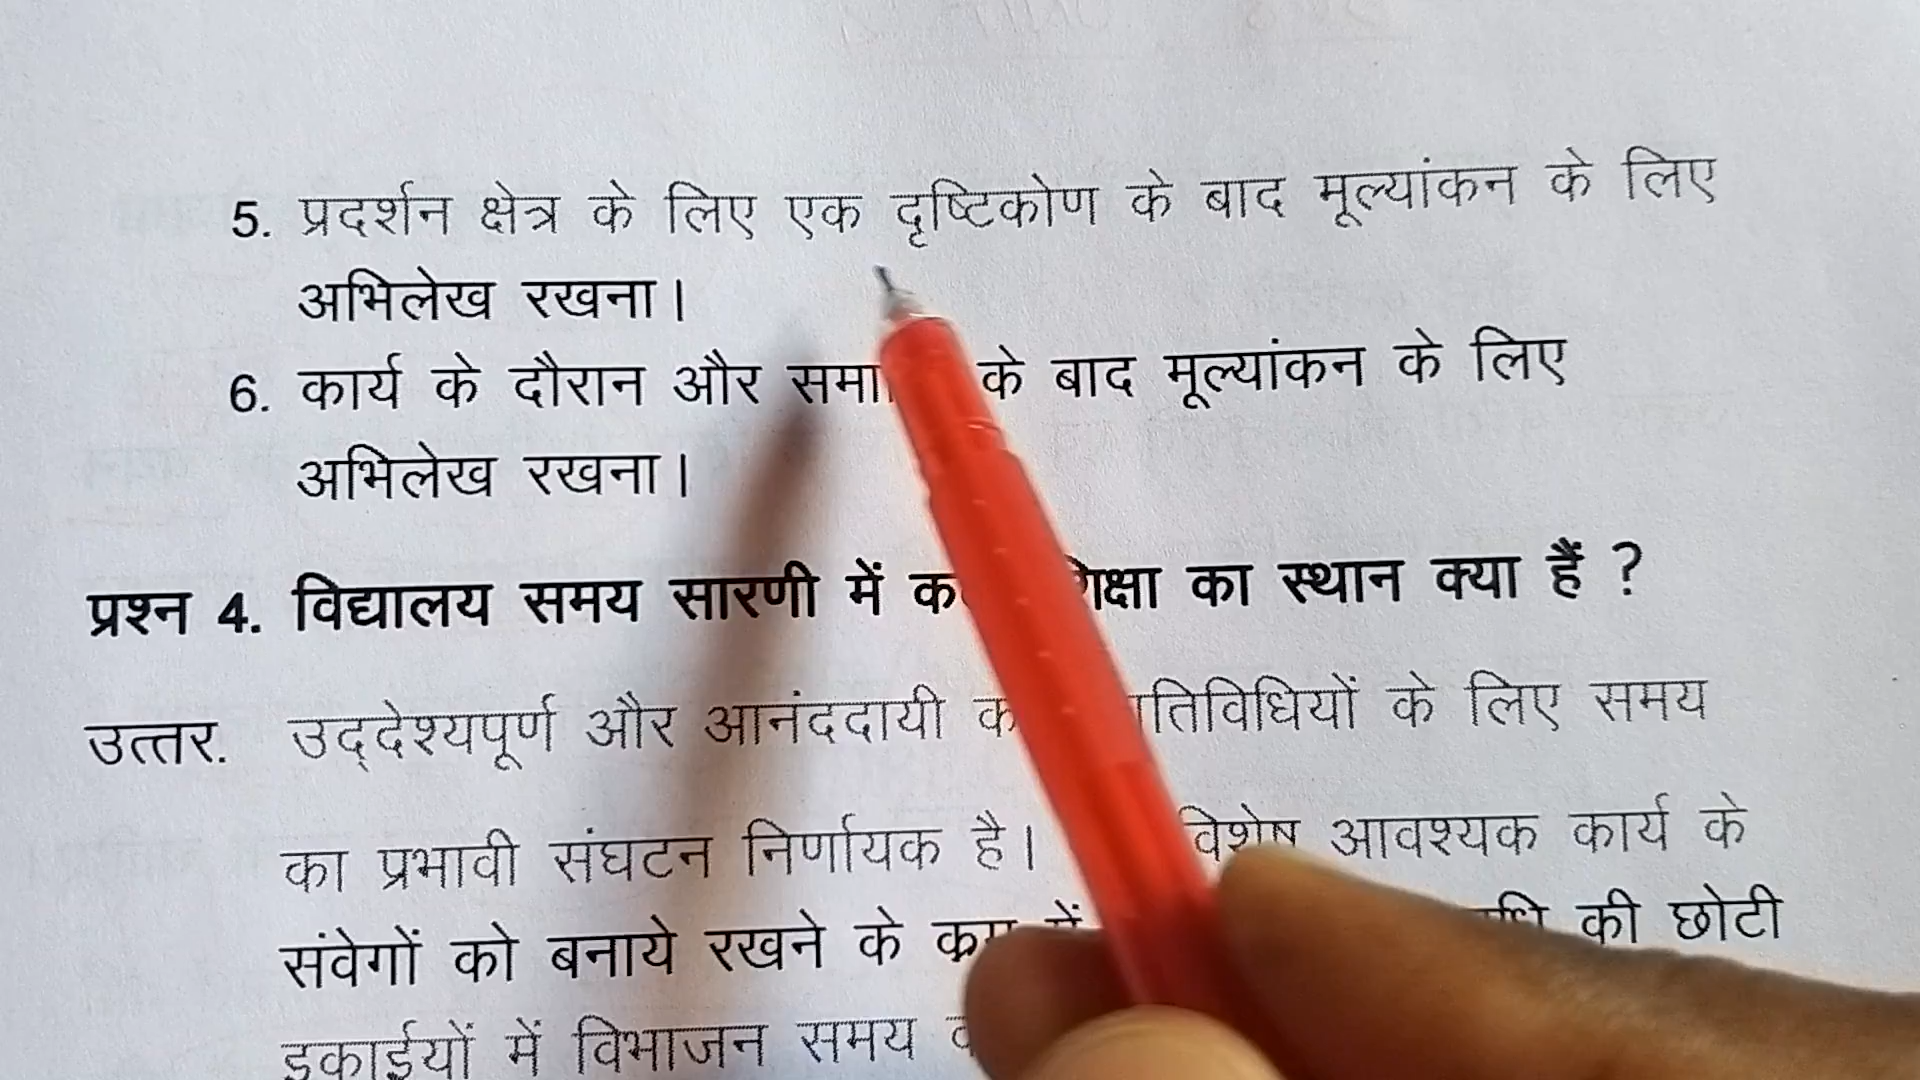 5. प्रदर्शन क्षेत्र के लिए एक दृष्टिकोण के बाद मूल्यांकन के लिए
अभिलेख रखना।
6. कार्य के दौरान और के बाद मूल्यांकन के लिए
अभिलेख रखना।
प्रश्न 4. विद्यालय समय सारणी में का स्थान क्या हैं ?
उत्तर. उद्देश्यपूर्ण और आनंददायी के लिए समय
का प्रभावी संघटन निर्णायक है। विशेष आवश्यक कार्य के
संवेगों को बनाये रखने के की छोटी
इकाईयों में विभाजन समय